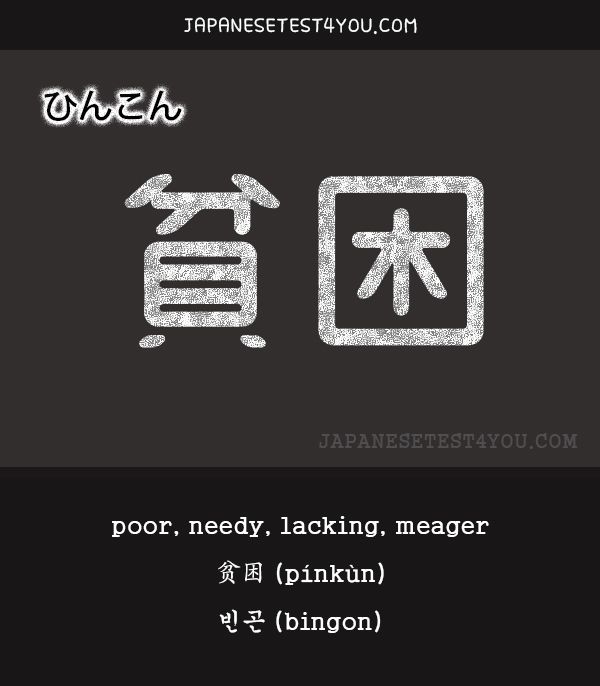 JAPANESETEST4YOU.COM
ひんこん
貧困
JAPANESETEST4YOU.COM
poor, needy, lacking, meager
贫困 (pínkùn)
빈곤 (bingon)